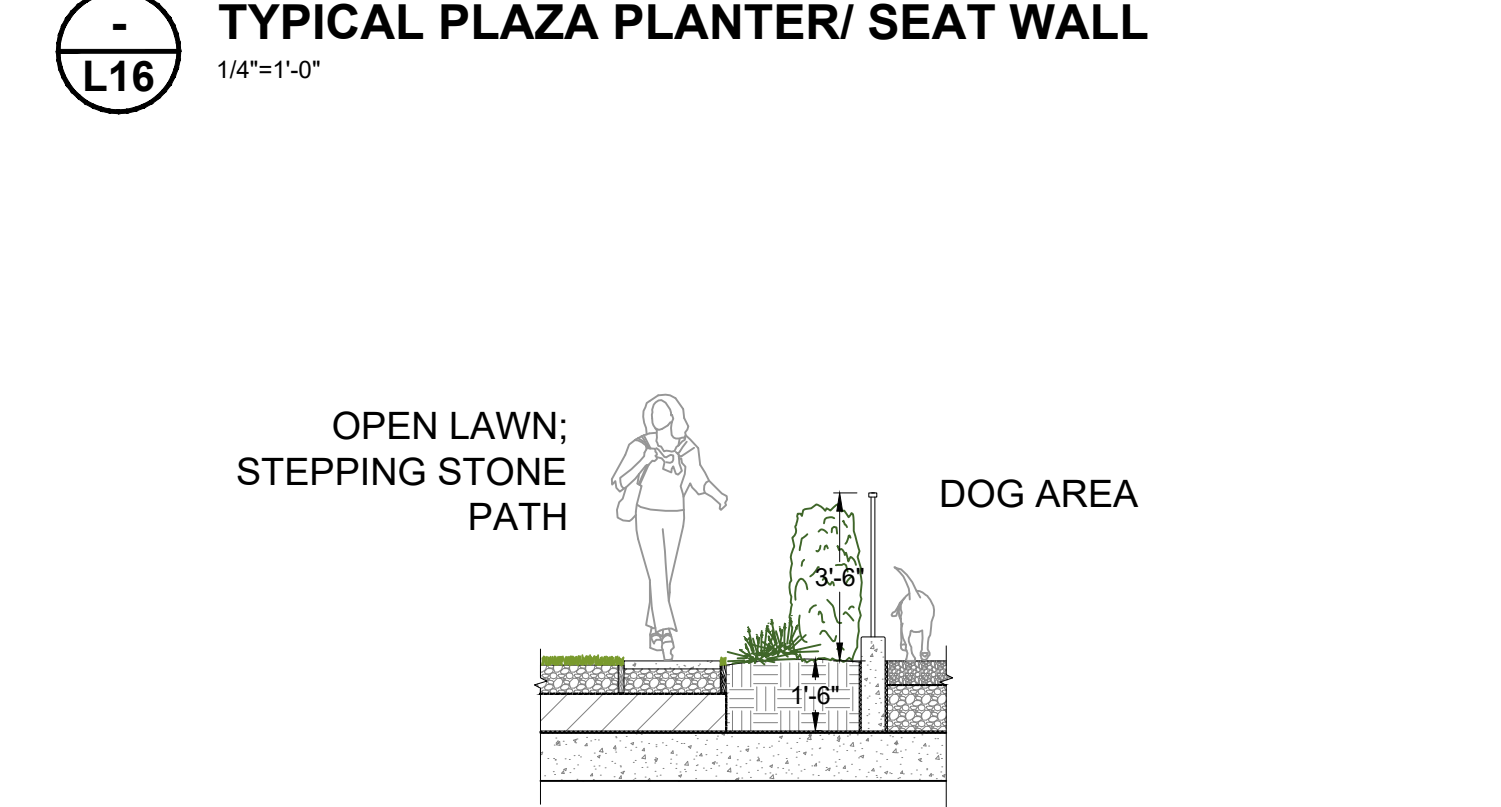 -
L16
TYPICAL PLAZA PLANTER/ SEAT WALL
1/4"=1'-0"
OPEN LAWN;
STEPPING STONE
PATH
DOG AREA
3'-6"
1'-6"